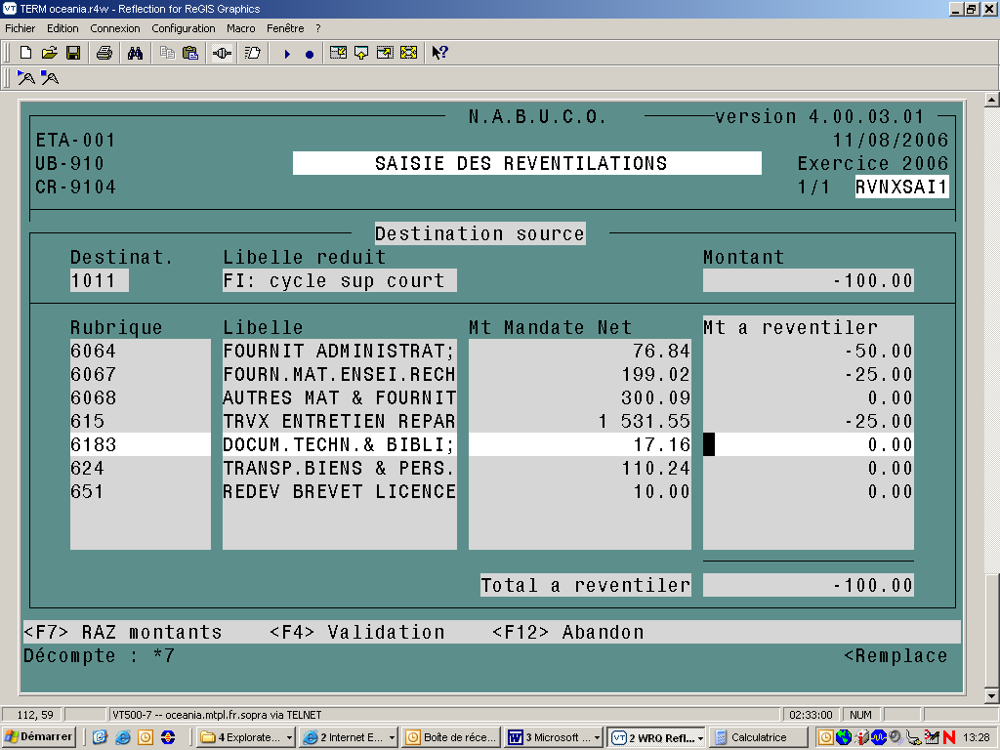 TERM oceania.r4w - Reflection for ReGIS Graphics
Fichier Edition Connexion Configuration Macro Fenêtre ?
N.A.B.U.C.O. version 4.00.03.01
ETA-001 11/08/2006
UB-910 SAISIE DES REVENTILATIONS Exercice 2006
CR-9104 1/1 RVNXSAI1
Destination source
Destinat. Libelle reduit Montant
1011 FI: cycle sup court -100.00
Rubrique Libelle Mt Mandate Net Mt a reventiler
6064 FOURNIT ADMINISTRAT; 76.84 -50.00
6067 FOURN.MAT.ENSEI.RECH 199.02 -25.00
6068 AUTRES MAT & FOURNIT 300.09 0.00
615 TRVX ENTRETIEN REPAR 1 531.55 -25.00
6183 DOCUM.TECHN.& BIBLI; 17.16 0.00
624 TRANSP.BIENS & PERS. 110.24 0.00
651 REDEV BREVET LICENCE 10.00 0.00
Total a reventiler -100.00
<F7> RAZ montants <F4> Validation <F12> Abandon
Décompte : *7 <Remplace
112, 59 VT500-7 -- oceania.mtpl.fr.sopra via TELNET 02:33:00 NUM
Démarrer 4 Explorate... 2 Internet E... Boîte de réce... 3 Microsoft ... 2 WRQ Refl... Calculatrice 13:28